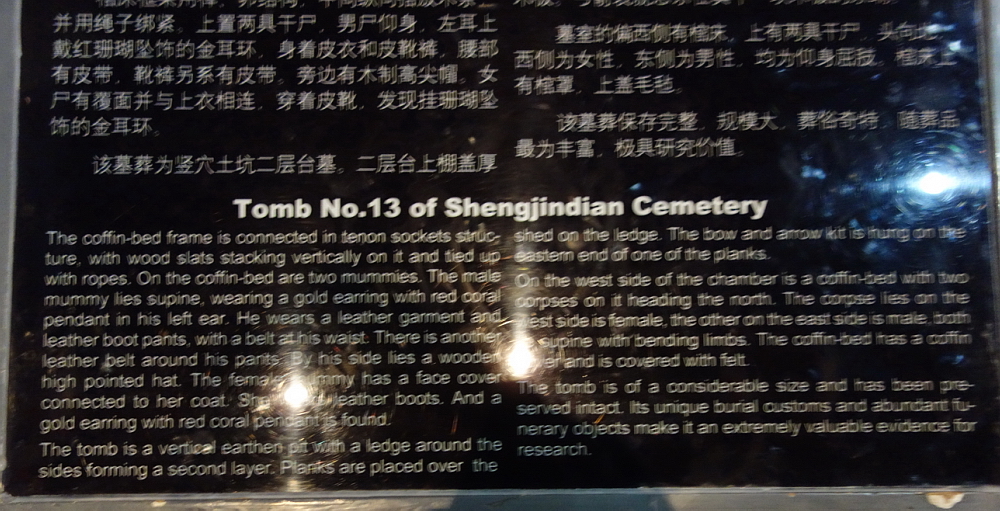 并用绳子绑紧。上置两具干尸，男尸仰身，左耳上
戴红珊瑚坠饰的金耳环，身着皮衣和皮靴裤，腰部
有皮带，靴裤另系有皮带。旁边有木制高尖帽。女
尸有覆面并与上衣相连，穿着皮靴，发现挂珊瑚坠
饰的金耳环。
该墓葬为竖穴土坑二层台墓。二层台上棚盖厚
墓室的偏西侧有棺床，上有两具干尸，头向北，
西侧为女性，东侧为男性，均为仰身屈肢，棺床上
有棺罩，上盖毛毡。
该墓葬保存完整，规模大，葬俗奇特，随葬品
最为丰富，极具研究价值。
Tomb No.13 of Shengjindian Cemetery
The coffin-bed frame is connected in tenon sockets struc-
ture, with wood slats stacking vertically on it and tied up
with ropes. On the coffin-bed are two mummies. The male
mummy lies supine, wearing a gold earring with red coral
pendant in his left ear. He wears a leather garment and
leather boot pants, with a belt at his waist. There is another
leather belt around his pants. By his side lies a wooden
high pointed hat. The female mummy has a face cover
connected to her coat. She leather boots. And a
gold earring with red coral pendant is found.
The tomb is a vertical earthen pit with a ledge around the
sides forming a second layer. Planks are placed over the
shed on the ledge. The bow and arrow kit is hung on the
eastern end of one of the planks.
On the west side of the chamber is a coffin-bed with two
corpses on it heading the north. The corpse lies on the
west side is female, the other on the east side is male, both
supine with bending limbs. The coffin-bed has a coffin
and is covered with felt.
The tomb is of a considerable size and has been pre-
served intact. Its unique burial customs and abundant fu-
nerary objects make it an extremely valuable evidence for
research.